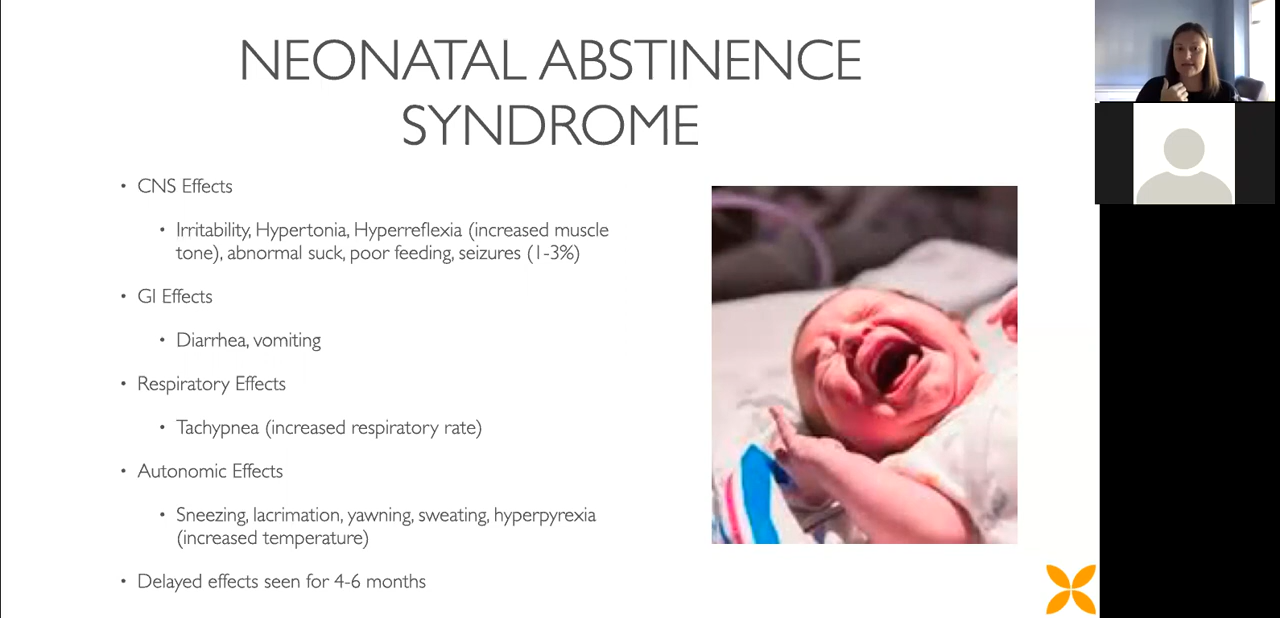 NEONATAL ABSTINENCE
SYNDROME
• CNS Effects
• Irritability, Hypertonia, Hyperreflexia (increased muscle
tone), abnormal suck, poor feeding, seizures (1-3%)
• GI Effects
• Diarrhea, vomiting
• Respiratory Effects
• Tachypnea (increased respiratory rate)
• Autonomic Effects
• Sneezing, lacrimation, yawning, sweating, hyperpyrexia
(increased temperature)
• Delayed effects seen for 4-6 months